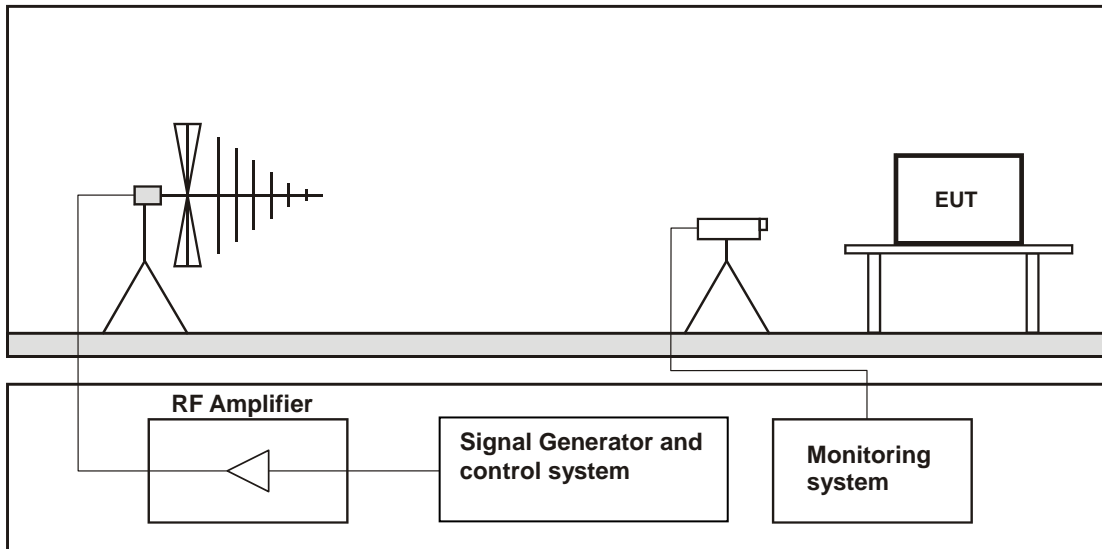 EUT
RF Amplifier
Signal Generator and
control system
Monitoring
system